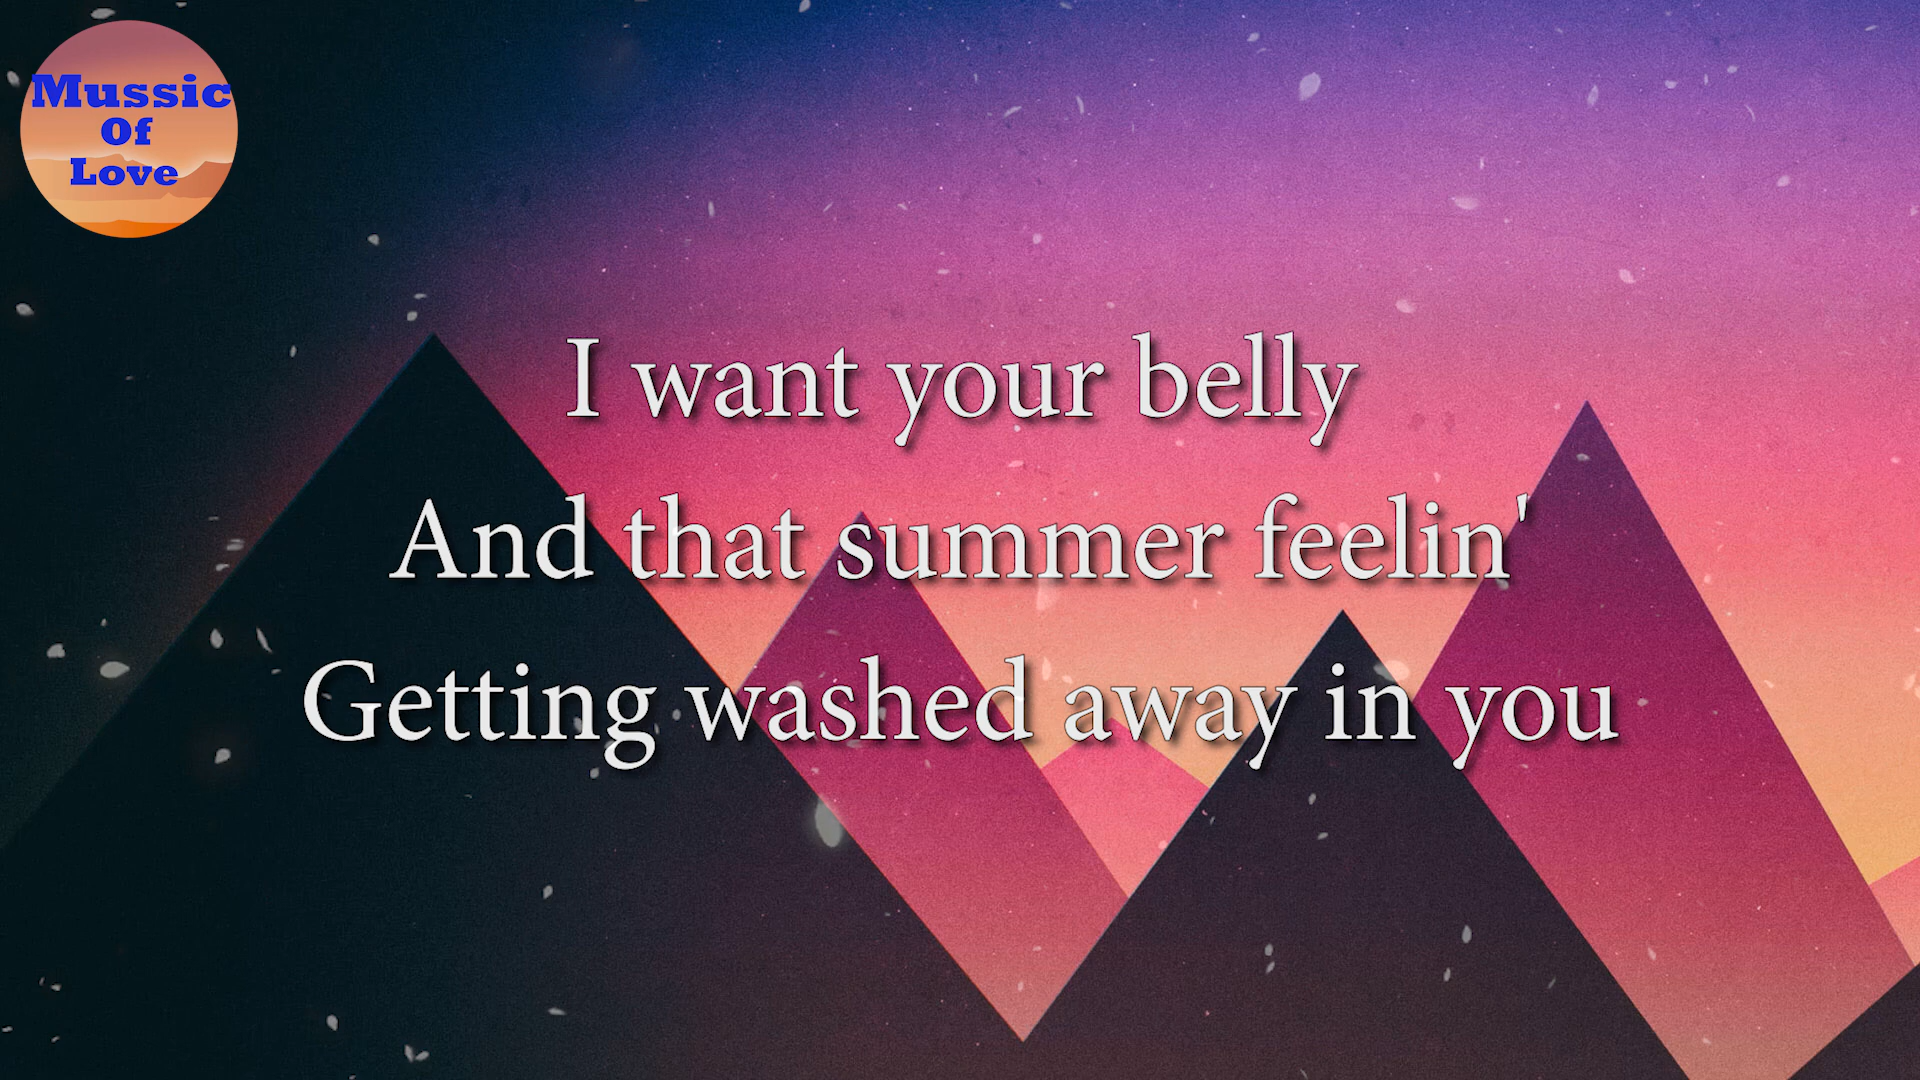 Mussic
Of
Love
I want your belly
And that summer feelin'
Getting washed away in you